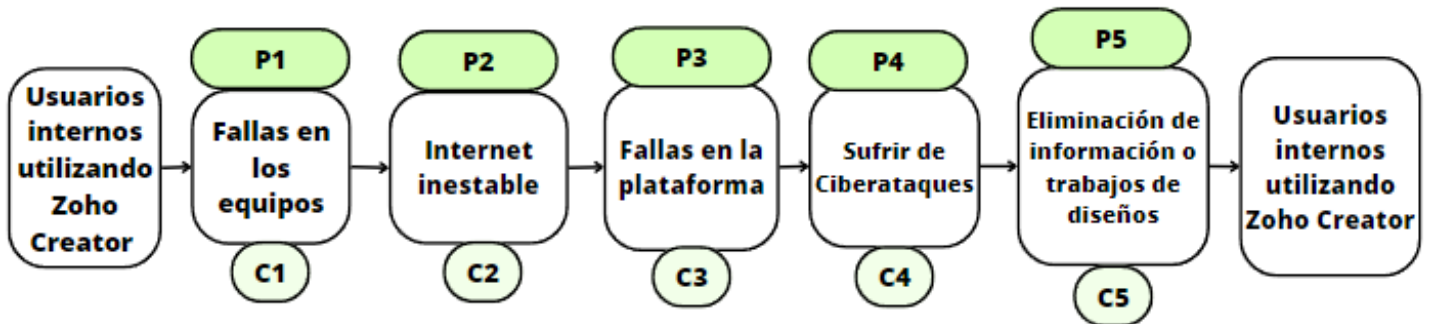 Usuarios
internos
utilizando
Zoho
Creator
P1
Fallas en
los
equipos
C1
P2
Internet
inestable
C2
P3
Fallas en la
plataforma
C3
P4
Sufrir de
Ciberataques
C4
P5
Eliminación de
información o
trabajos de
diseños
C5
Usuarios
internos
utilizando
Zoho Creator